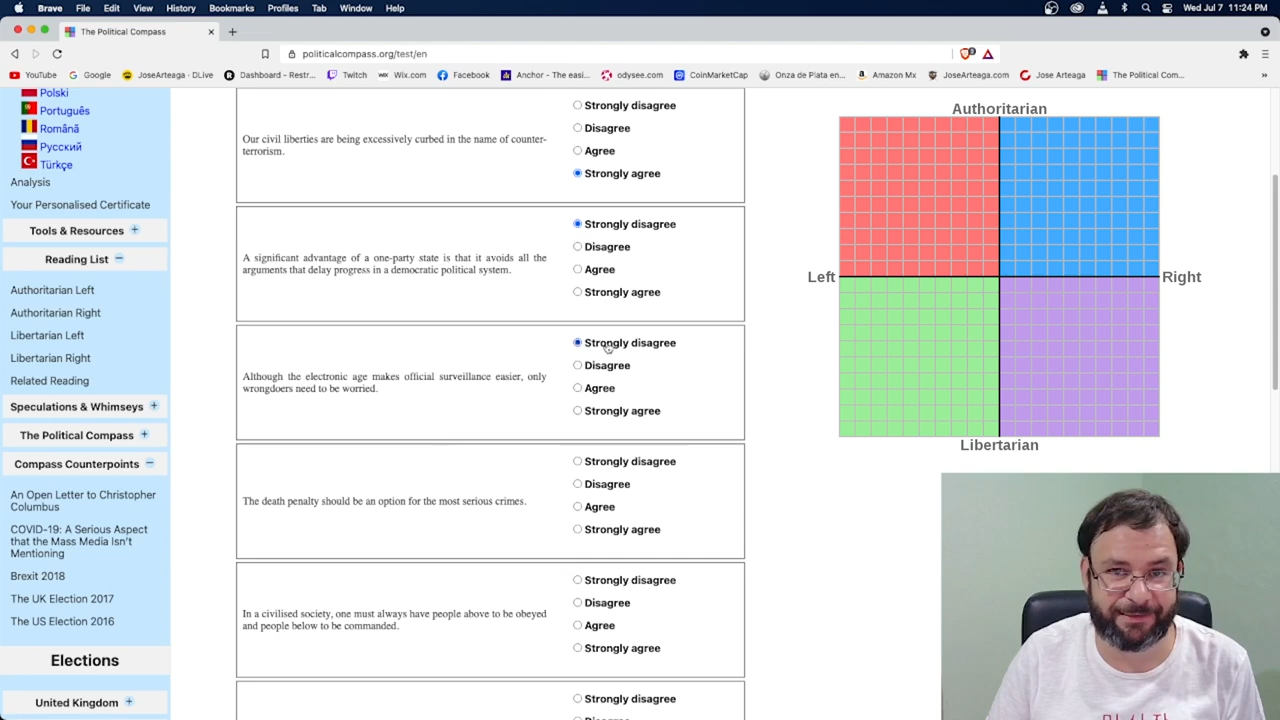 Brave File Edit View History Bookmarks Profiles Tab Window Help
Wed Jul 7 11:24 PM
The Political Compass
politicalcompass.org/test/en
YouTube Google JoseArteaga - DLive Dashboard - Restr... Twitch Wix.com Facebook Anchor - The easi... odysee.com CoinMarketCap Onza de Plata en... Amazon Mx JoseArteaga.com Jose Arteaga The Political Com... »
Polski
Português
Română
Русский
Türkçe
Analysis
Your Personalised Certificate
Tools & Resources +
Reading List −
Authoritarian Left
Authoritarian Right
Libertarian Left
Libertarian Right
Related Reading
Speculations & Whimseys +
The Political Compass +
Compass Counterpoints −
An Open Letter to Christopher
Columbus
COVID-19: A Serious Aspect
that the Mass Media Isn't
Mentioning
Brexit 2018
The UK Election 2017
The US Election 2016
Elections
United Kingdom +
Our civil liberties are being excessively curbed in the name of counter-
terrorism.
Strongly disagree
Disagree
Agree
Strongly agree
A significant advantage of a one-party state is that it avoids all the
arguments that delay progress in a democratic political system.
Strongly disagree
Disagree
Agree
Strongly agree
Although the electronic age makes official surveillance easier, only
wrongdoers need to be worried.
Strongly disagree
Disagree
Agree
Strongly agree
The death penalty should be an option for the most serious crimes.
Strongly disagree
Disagree
Agree
Strongly agree
In a civilised society, one must always have people above to be obeyed
and people below to be commanded.
Strongly disagree
Disagree
Agree
Strongly agree
Strongly disagree
Authoritarian
Left
Right
Libertarian